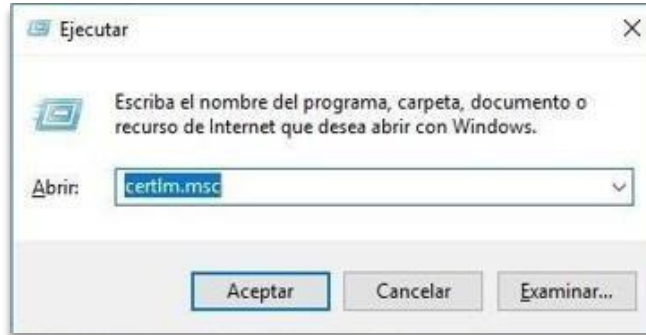 Ejecutar
Escriba el nombre del programa, carpeta, documento o
recurso de Internet que desea abrir con Windows.
Abrir: certlm.msc
Aceptar Cancelar Examinar...